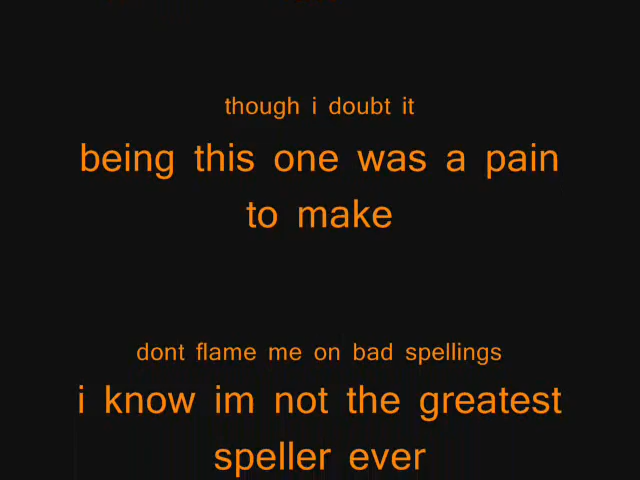 though i doubt it
being this one was a pain
to make
dont flame me on bad spellings
i know im not the greatest
speller ever